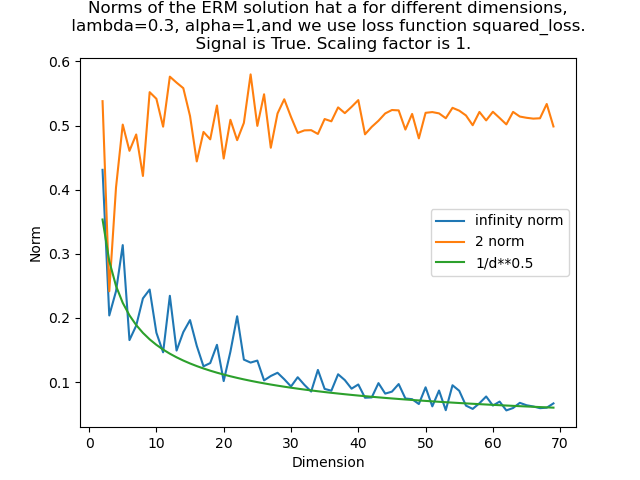 Norms of the ERM solution hat a for different dimensions,
lambda=0.3, alpha=1,and we use loss function squared_loss.
Signal is True. Scaling factor is 1.
0.6
0.5
0.4
0.3
0.2
0.1
Norm
infinity norm
2 norm
1/d**0.5
0 10 20 30 40 50 60 70
Dimension